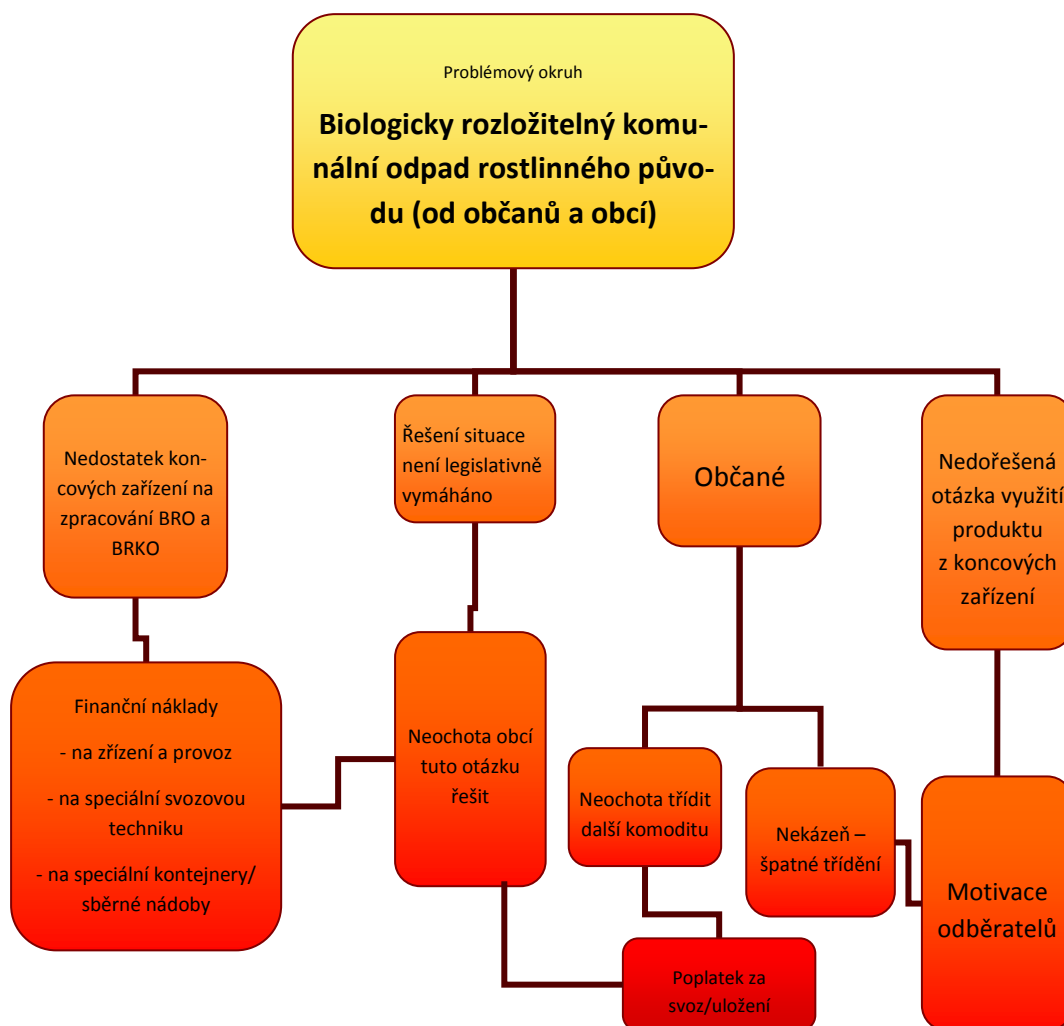 Problémový okruh
Biologicky rozložitelný komu-
nální odpad rostlinného půvo-
du (od občanů a obcí)
Nedostatek kon-
cových zařízení na
zpracování BRO a
BRKO
Řešení situace
není legislativně
vymáháno
Občané
Nedořešená
otázka využití
produktu
z koncových
zařízení
Finanční náklady
- na zřízení a provoz
- na speciální svozovou
techniku
- na speciální kontejnery/
sběrné nádoby
Neochota obcí
tuto otázku
řešit
Neochota třídit
další komoditu
Nekázeň –
špatné třídění
Motivace
odběratelů
Poplatek za
svoz/uložení